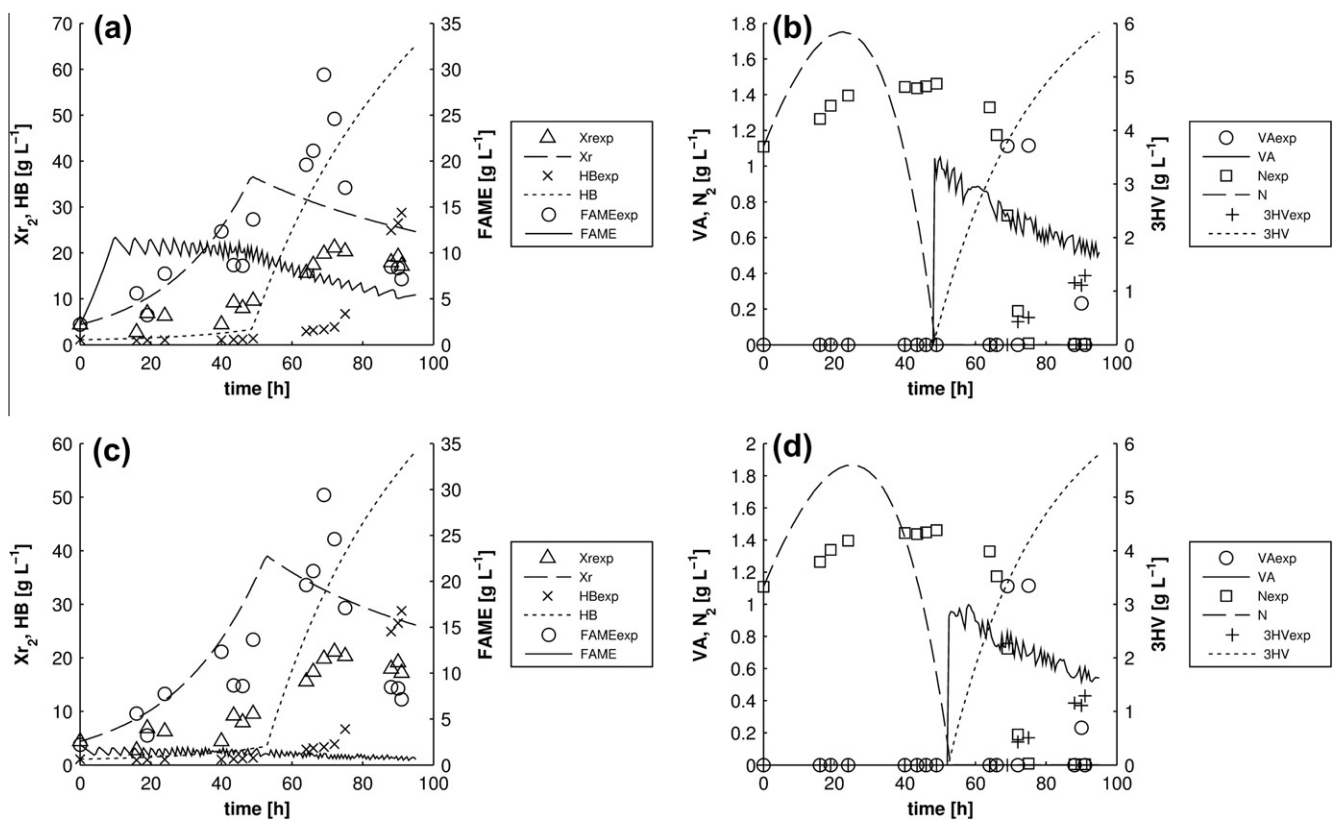 (a)
Xr2, HB [g L−1]
70
60
50
40
30
20
10
0
0 20 40 60 80 100
time [h]
35
30
25
20
15
10
5
0
FAME [g L−1]
Xrexp
Xr
HBexp
HB
FAMEexp
FAME
(b)
VA, N2 [g L−1]
1.8
1.6
1.4
1.2
1
0.8
0.6
0.4
0.2
0
0 20 40 60 80 100
time [h]
6
5
4
3
2
1
0
3HV [g L−1]
VAexp
VA
Nexp
N
3HVexp
3HV
(c)
Xr2, HB [g L−1]
60
50
40
30
20
10
0
0 20 40 60 80 100
time [h]
35
30
25
20
15
10
5
0
FAME [g L−1]
Xrexp
Xr
HBexp
HB
FAMEexp
FAME
(d)
VA, N2 [g L−1]
2
1.8
1.6
1.4
1.2
1
0.8
0.6
0.4
0.2
0
0 20 40 60 80 100
time [h]
6
5
4
3
2
1
0
3HV [g L−1]
VAexp
VA
Nexp
N
3HVexp
3HV